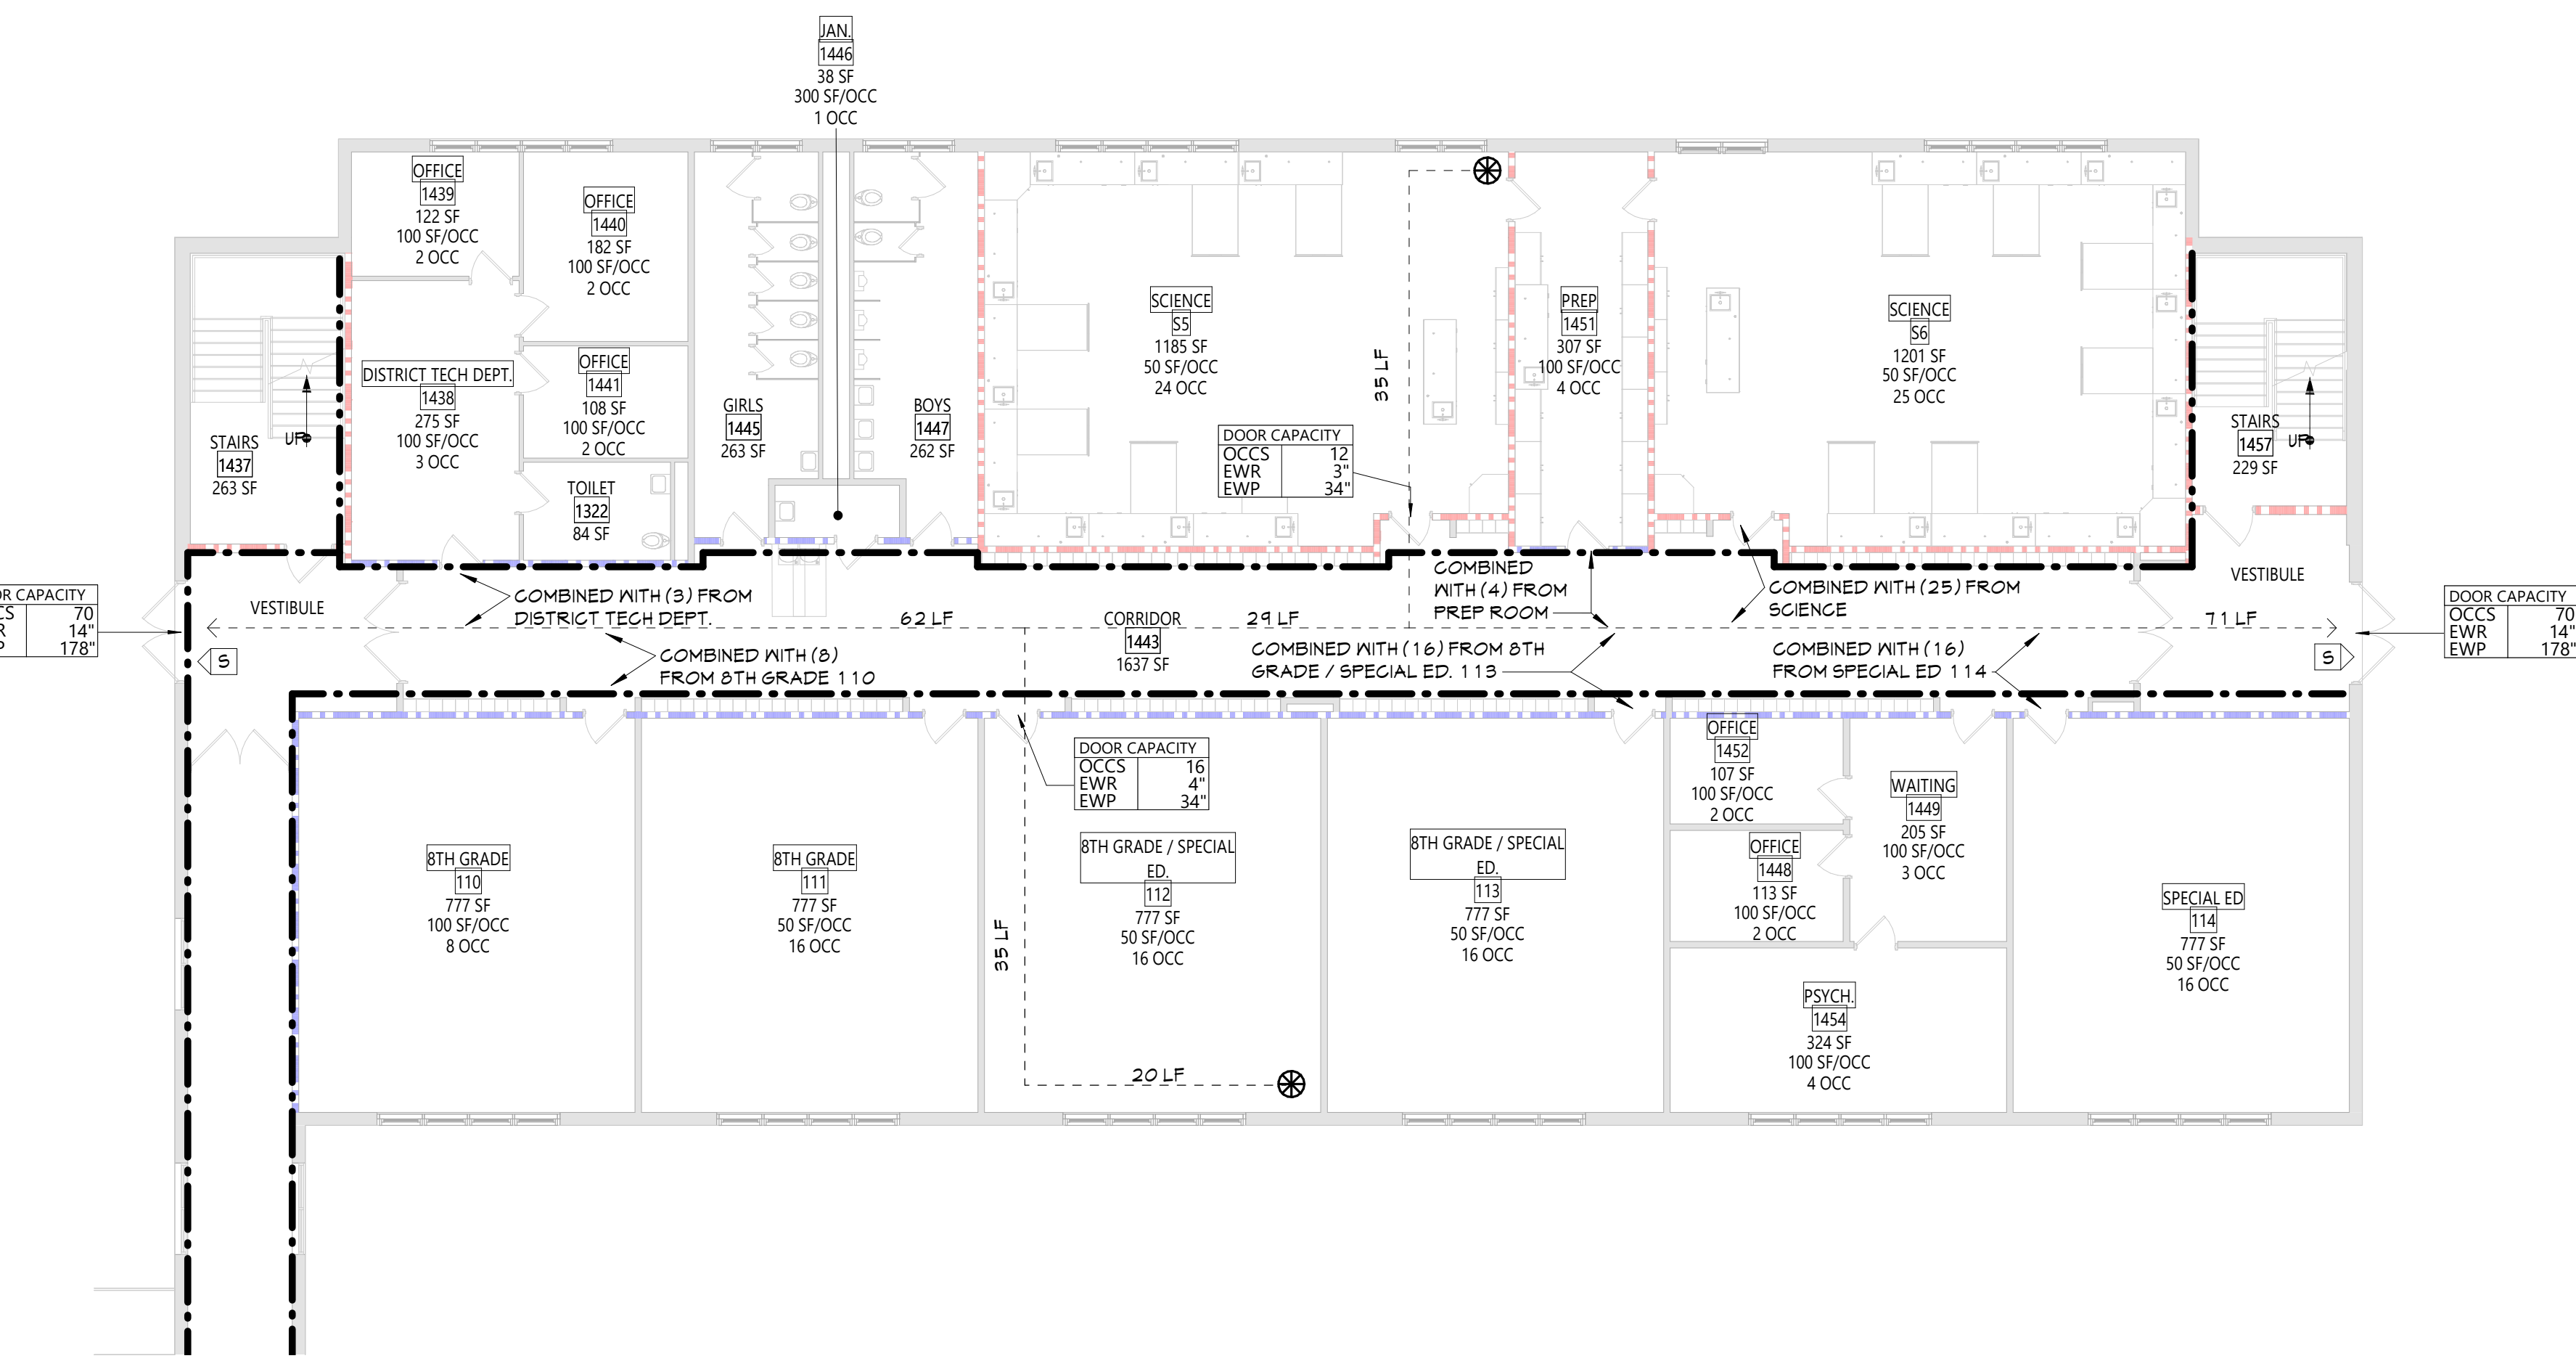 JAN.
1446
38 SF
300 SF/OCC
1 OCC
OFFICE
1439
122 SF
100 SF/OCC
2 OCC
OFFICE
1440
182 SF
100 SF/OCC
2 OCC
DISTRICT TECH DEPT.
1438
275 SF
100 SF/OCC
3 OCC
OFFICE
1441
108 SF
100 SF/OCC
2 OCC
TOILET
1322
84 SF
STAIRS
1437
263 SF
UP
GIRLS
1445
263 SF
BOYS
1447
262 SF
SCIENCE
S5
1185 SF
50 SF/OCC
24 OCC
35 LF
DOOR CAPACITY
OCCS 12
EWR 3"
EWP 34"
PREP
1451
307 SF
100 SF/OCC
4 OCC
SCIENCE
S6
1201 SF
50 SF/OCC
25 OCC
STAIRS
1457
229 SF
UP
OR CAPACITY
CS 70
R 14"
P 178"
VESTIBULE
S
COMBINED WITH (3) FROM
DISTRICT TECH DEPT.
COMBINED WITH (8)
FROM 8TH GRADE 110
62 LF
CORRIDOR
1443
1637 SF
29 LF
COMBINED
WITH (4) FROM
PREP ROOM
COMBINED WITH (25) FROM
SCIENCE
COMBINED WITH (16) FROM 8TH
GRADE / SPECIAL ED. 113
COMBINED WITH (16)
FROM SPECIAL ED 114
VESTIBULE
71 LF
S
DOOR CAPACITY
OCCS 70
EWR 14"
EWP 178"
8TH GRADE
110
777 SF
100 SF/OCC
8 OCC
8TH GRADE
111
777 SF
50 SF/OCC
16 OCC
DOOR CAPACITY
OCCS 16
EWR 4"
EWP 34"
8TH GRADE / SPECIAL
ED.
112
777 SF
50 SF/OCC
16 OCC
35 LF
20 LF
8TH GRADE / SPECIAL
ED.
113
777 SF
50 SF/OCC
16 OCC
OFFICE
1452
107 SF
100 SF/OCC
2 OCC
OFFICE
1448
113 SF
100 SF/OCC
2 OCC
WAITING
1449
205 SF
100 SF/OCC
3 OCC
PSYCH.
1454
324 SF
100 SF/OCC
4 OCC
SPECIAL ED
114
777 SF
50 SF/OCC
16 OCC